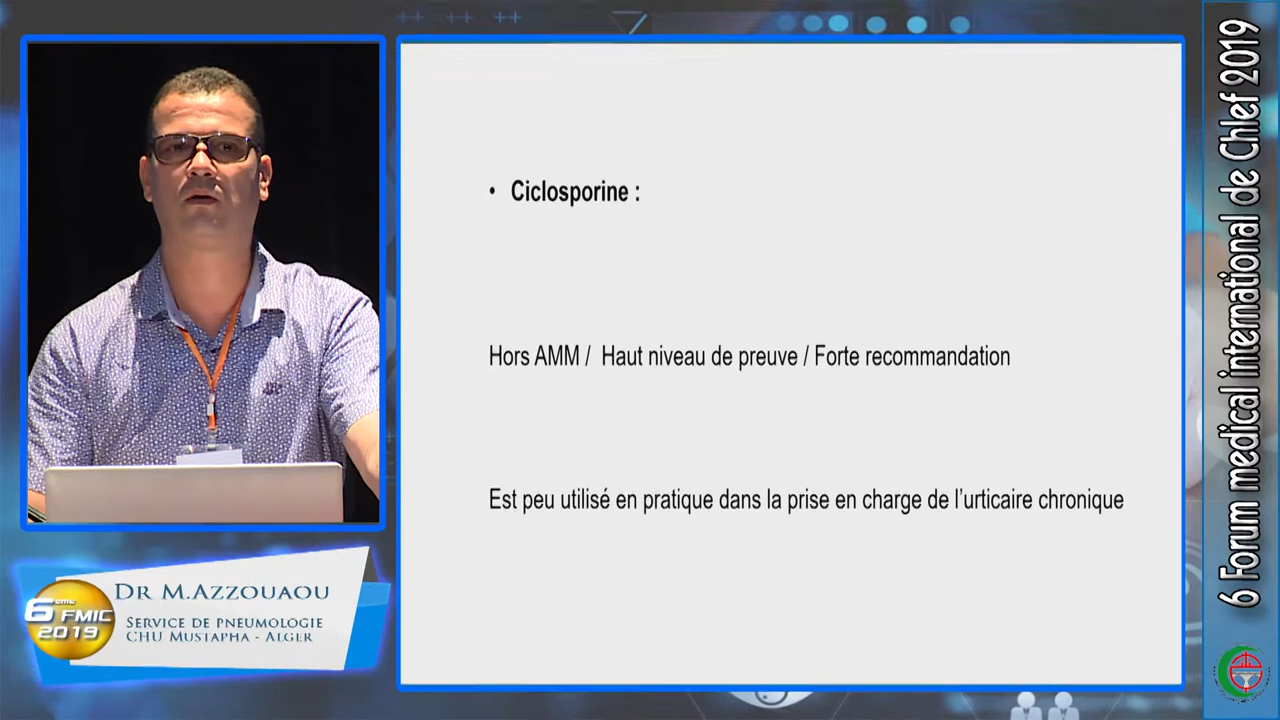 • Ciclosporine :
Hors AMM / Haut niveau de preuve / Forte recommandation
Est peu utilisé en pratique dans la prise en charge de l’urticaire chronique
Dr M.Azzouaou
Service de pneumologie
CHU Mustapha - Alger
6ème FMIC
2019
6 Forum medical international de Chlef 2019